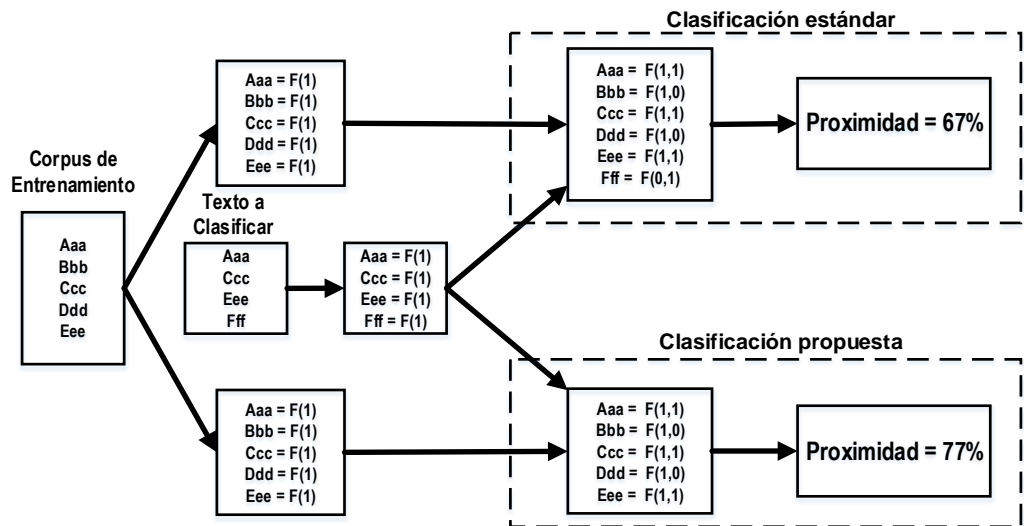 Clasificación estándar
Aaa = F(1)
Bbb = F(1)
Ccc = F(1)
Ddd = F(1)
Eee = F(1)
Aaa = F(1,1)
Bbb = F(1,0)
Ccc = F(1,1)
Ddd = F(1,0)
Eee = F(1,1)
Fff = F(0,1)
Proximidad = 67%
Corpus de
Entrenamiento
Aaa
Bbb
Ccc
Ddd
Eee
Texto a
Clasificar
Aaa
Ccc
Eee
Fff
Aaa = F(1)
Ccc = F(1)
Eee = F(1)
Fff = F(1)
Clasificación propuesta
Aaa = F(1)
Bbb = F(1)
Ccc = F(1)
Ddd = F(1)
Eee = F(1)
Aaa = F(1,1)
Bbb = F(1,0)
Ccc = F(1,1)
Ddd = F(1,0)
Eee = F(1,1)
Proximidad = 77%